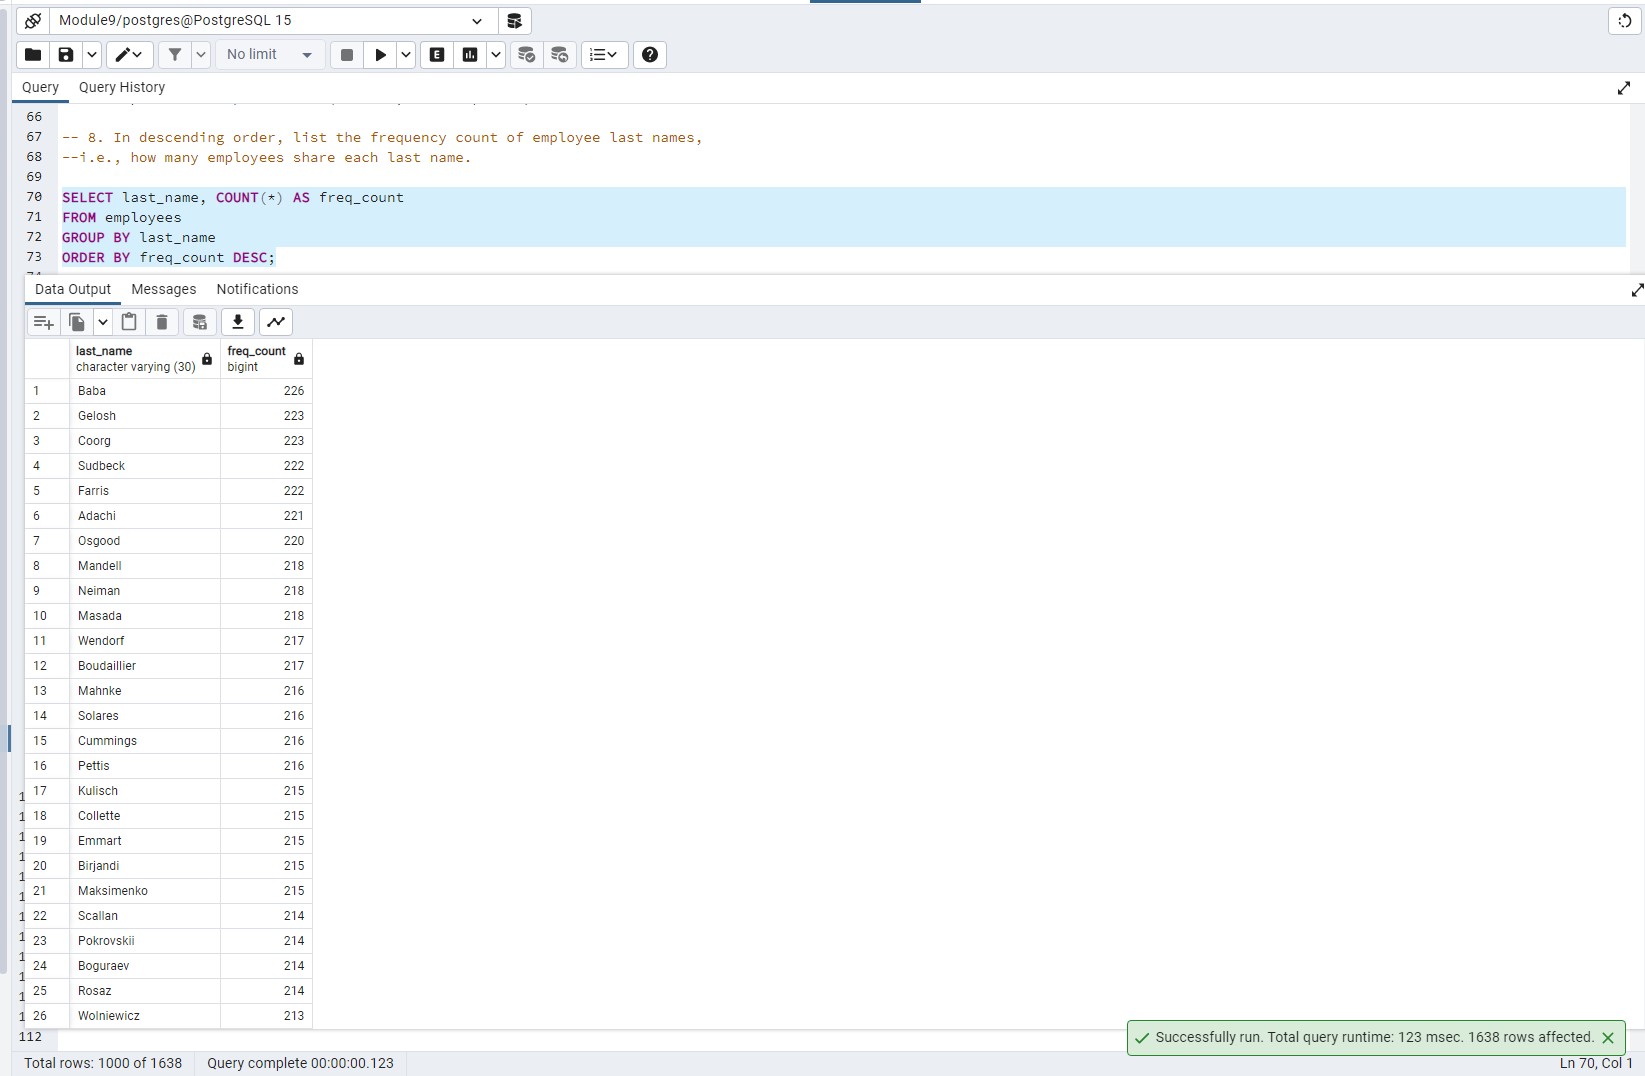 Module9/postgres@PostgreSQL 15
No limit
E
Query Query History
66
67 -- 8. In descending order, list the frequency count of employee last names,
68 --i.e., how many employees share each last name.
69
70 SELECT last_name, COUNT(*) AS freq_count
71 FROM employees
72 GROUP BY last_name
73 ORDER BY freq_count DESC;
Data Output Messages Notifications
last_name freq_count
character varying (30) bigint
1 Baba 226
2 Gelosh 223
3 Coorg 223
4 Sudbeck 222
5 Farris 222
6 Adachi 221
7 Osgood 220
8 Mandell 218
9 Neiman 218
10 Masada 218
11 Wendorf 217
12 Boudaillier 217
13 Mahnke 216
14 Solares 216
15 Cummings 216
16 Pettis 216
17 Kulisch 215
18 Collette 215
19 Emmart 215
20 Birjandi 215
21 Maksimenko 215
22 Scallan 214
23 Pokrovskii 214
24 Boguraev 214
25 Rosaz 214
26 Wolniewicz 213
112
Successfully run. Total query runtime: 123 msec. 1638 rows affected.
Total rows: 1000 of 1638 Query complete 00:00:00.123 Ln 70, Col 1